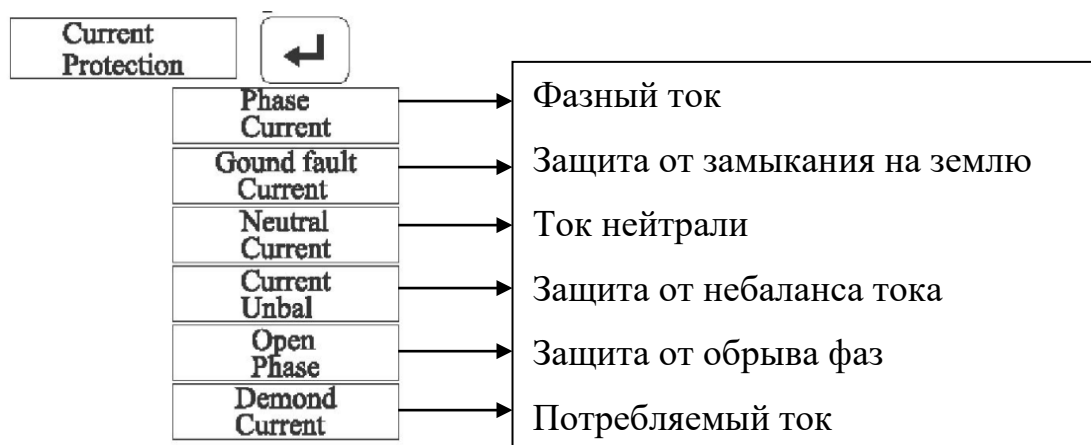 Current
Protection
Phase
Current
Фазный ток
Gound fault
Current
Защита от замыкания на землю
Neutral
Current
Ток нейтрали
Current
Unbal
Защита от небаланса тока
Open
Phase
Защита от обрыва фаз
Demond
Current
Потребляемый ток